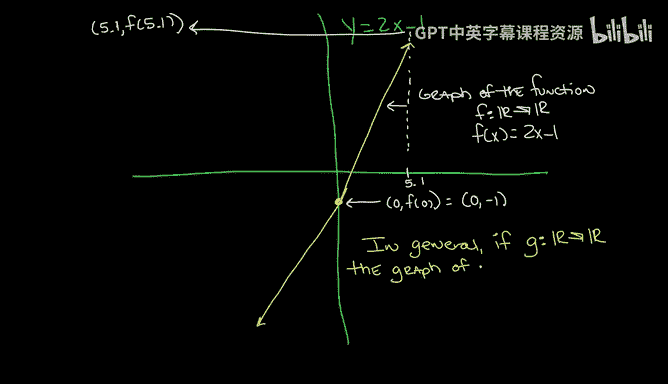 (5.1, f(5.1))
y = 2x - 1
GPT中英字幕课程资源 bilibili
GRAPH of the function
f: ℝ → ℝ
f(x) = 2x-1
5.1
(0, f(0)) = (0, -1)
In general, if g: ℝ → ℝ
the graph of